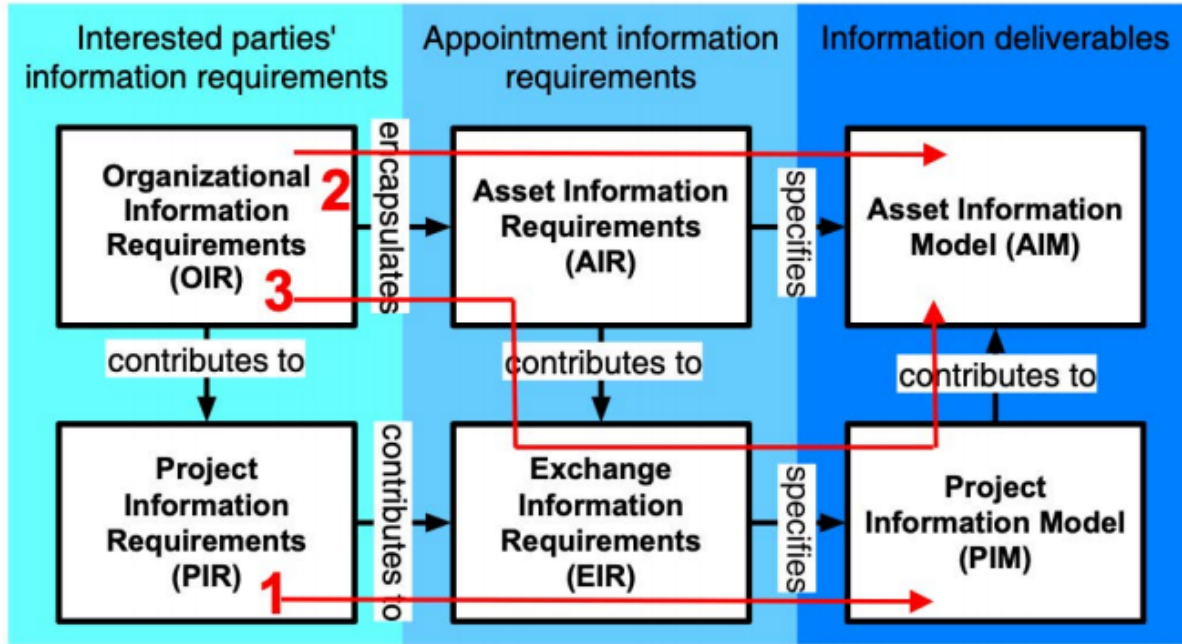 Interested parties'
information requirements
Appointment information
requirements
Information deliverables
Organizational
Information
Requirements
(OIR)
2
3
encapsulates
Asset Information
Requirements
(AIR)
specifies
Asset Information
Model (AIM)
contributes to
contributes to
contributes to
Project
Information
Requirements
(PIR)
1
contributes to
Exchange
Information
Requirements
(EIR)
specifies
Project
Information Model
(PIM)